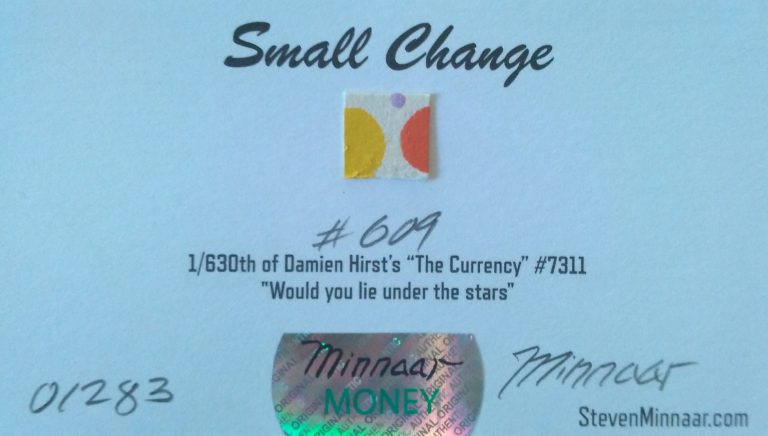 Small Change
#609
1/630th of Damien Hirst's "The Currency" #7311
"Would you lie under the stars"
Minnaar
MONEY
01283
Minnaar
StevenMinnaar.com